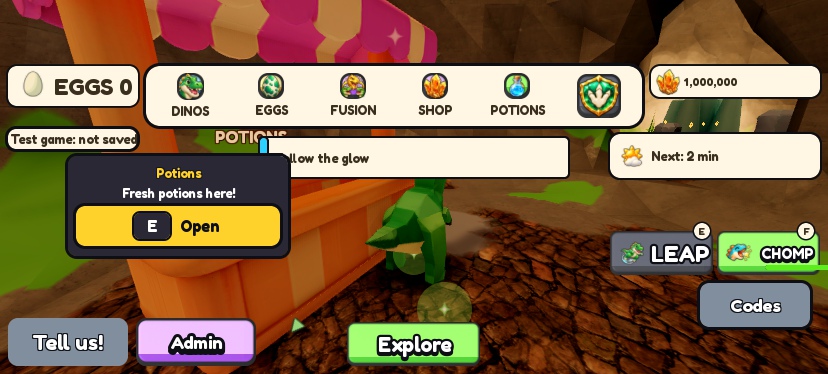 EGGS 0
DINOS
EGGS
FUSION
SHOP
POTIONS
1,000,000
Test game: not saved
POTIONS
llow the glow
Next: 2 min
Potions
Fresh potions here!
E Open
E
LEAP
F
CHOMP
Codes
Tell us!
Admin
Explore